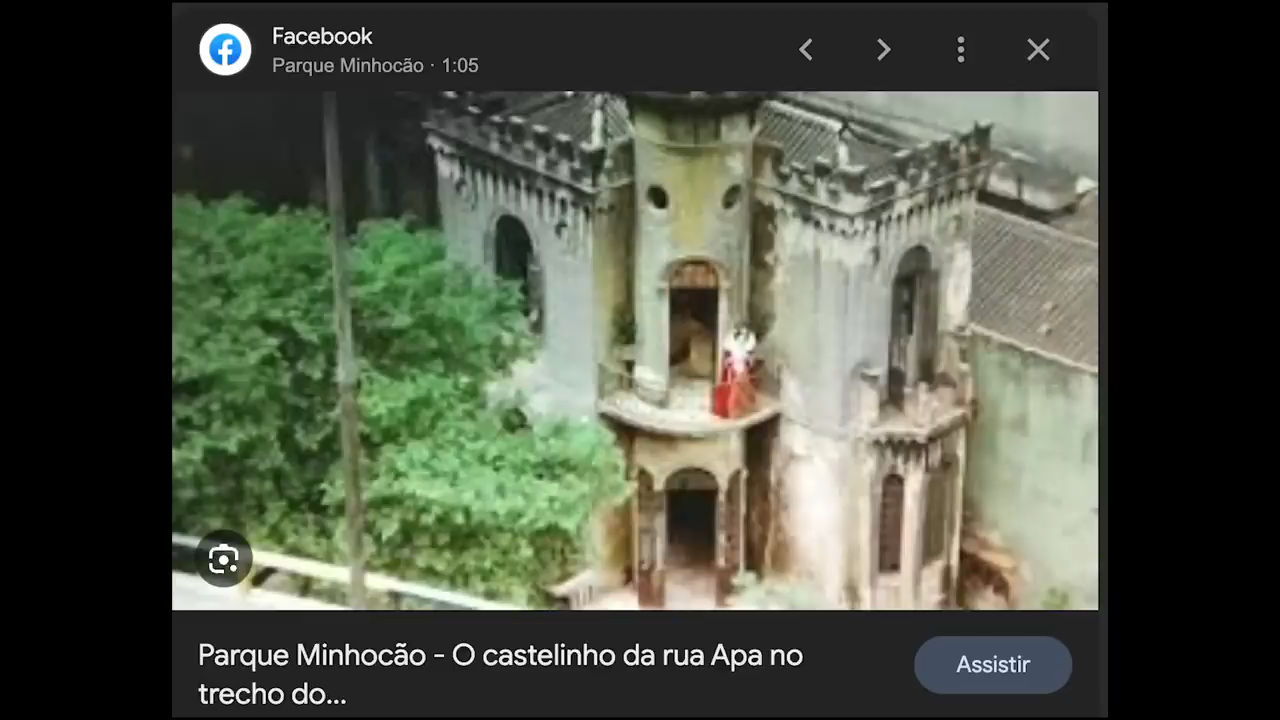 Facebook
Parque Minhocão · 1:05
Parque Minhocão - O castelinho da rua Apa no
trecho do...
Assistir